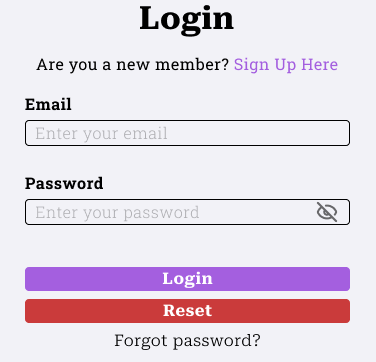 Login
Are you a new member? Sign Up Here
Email
Enter your email
Password
Enter your password
Login
Reset
Forgot password?